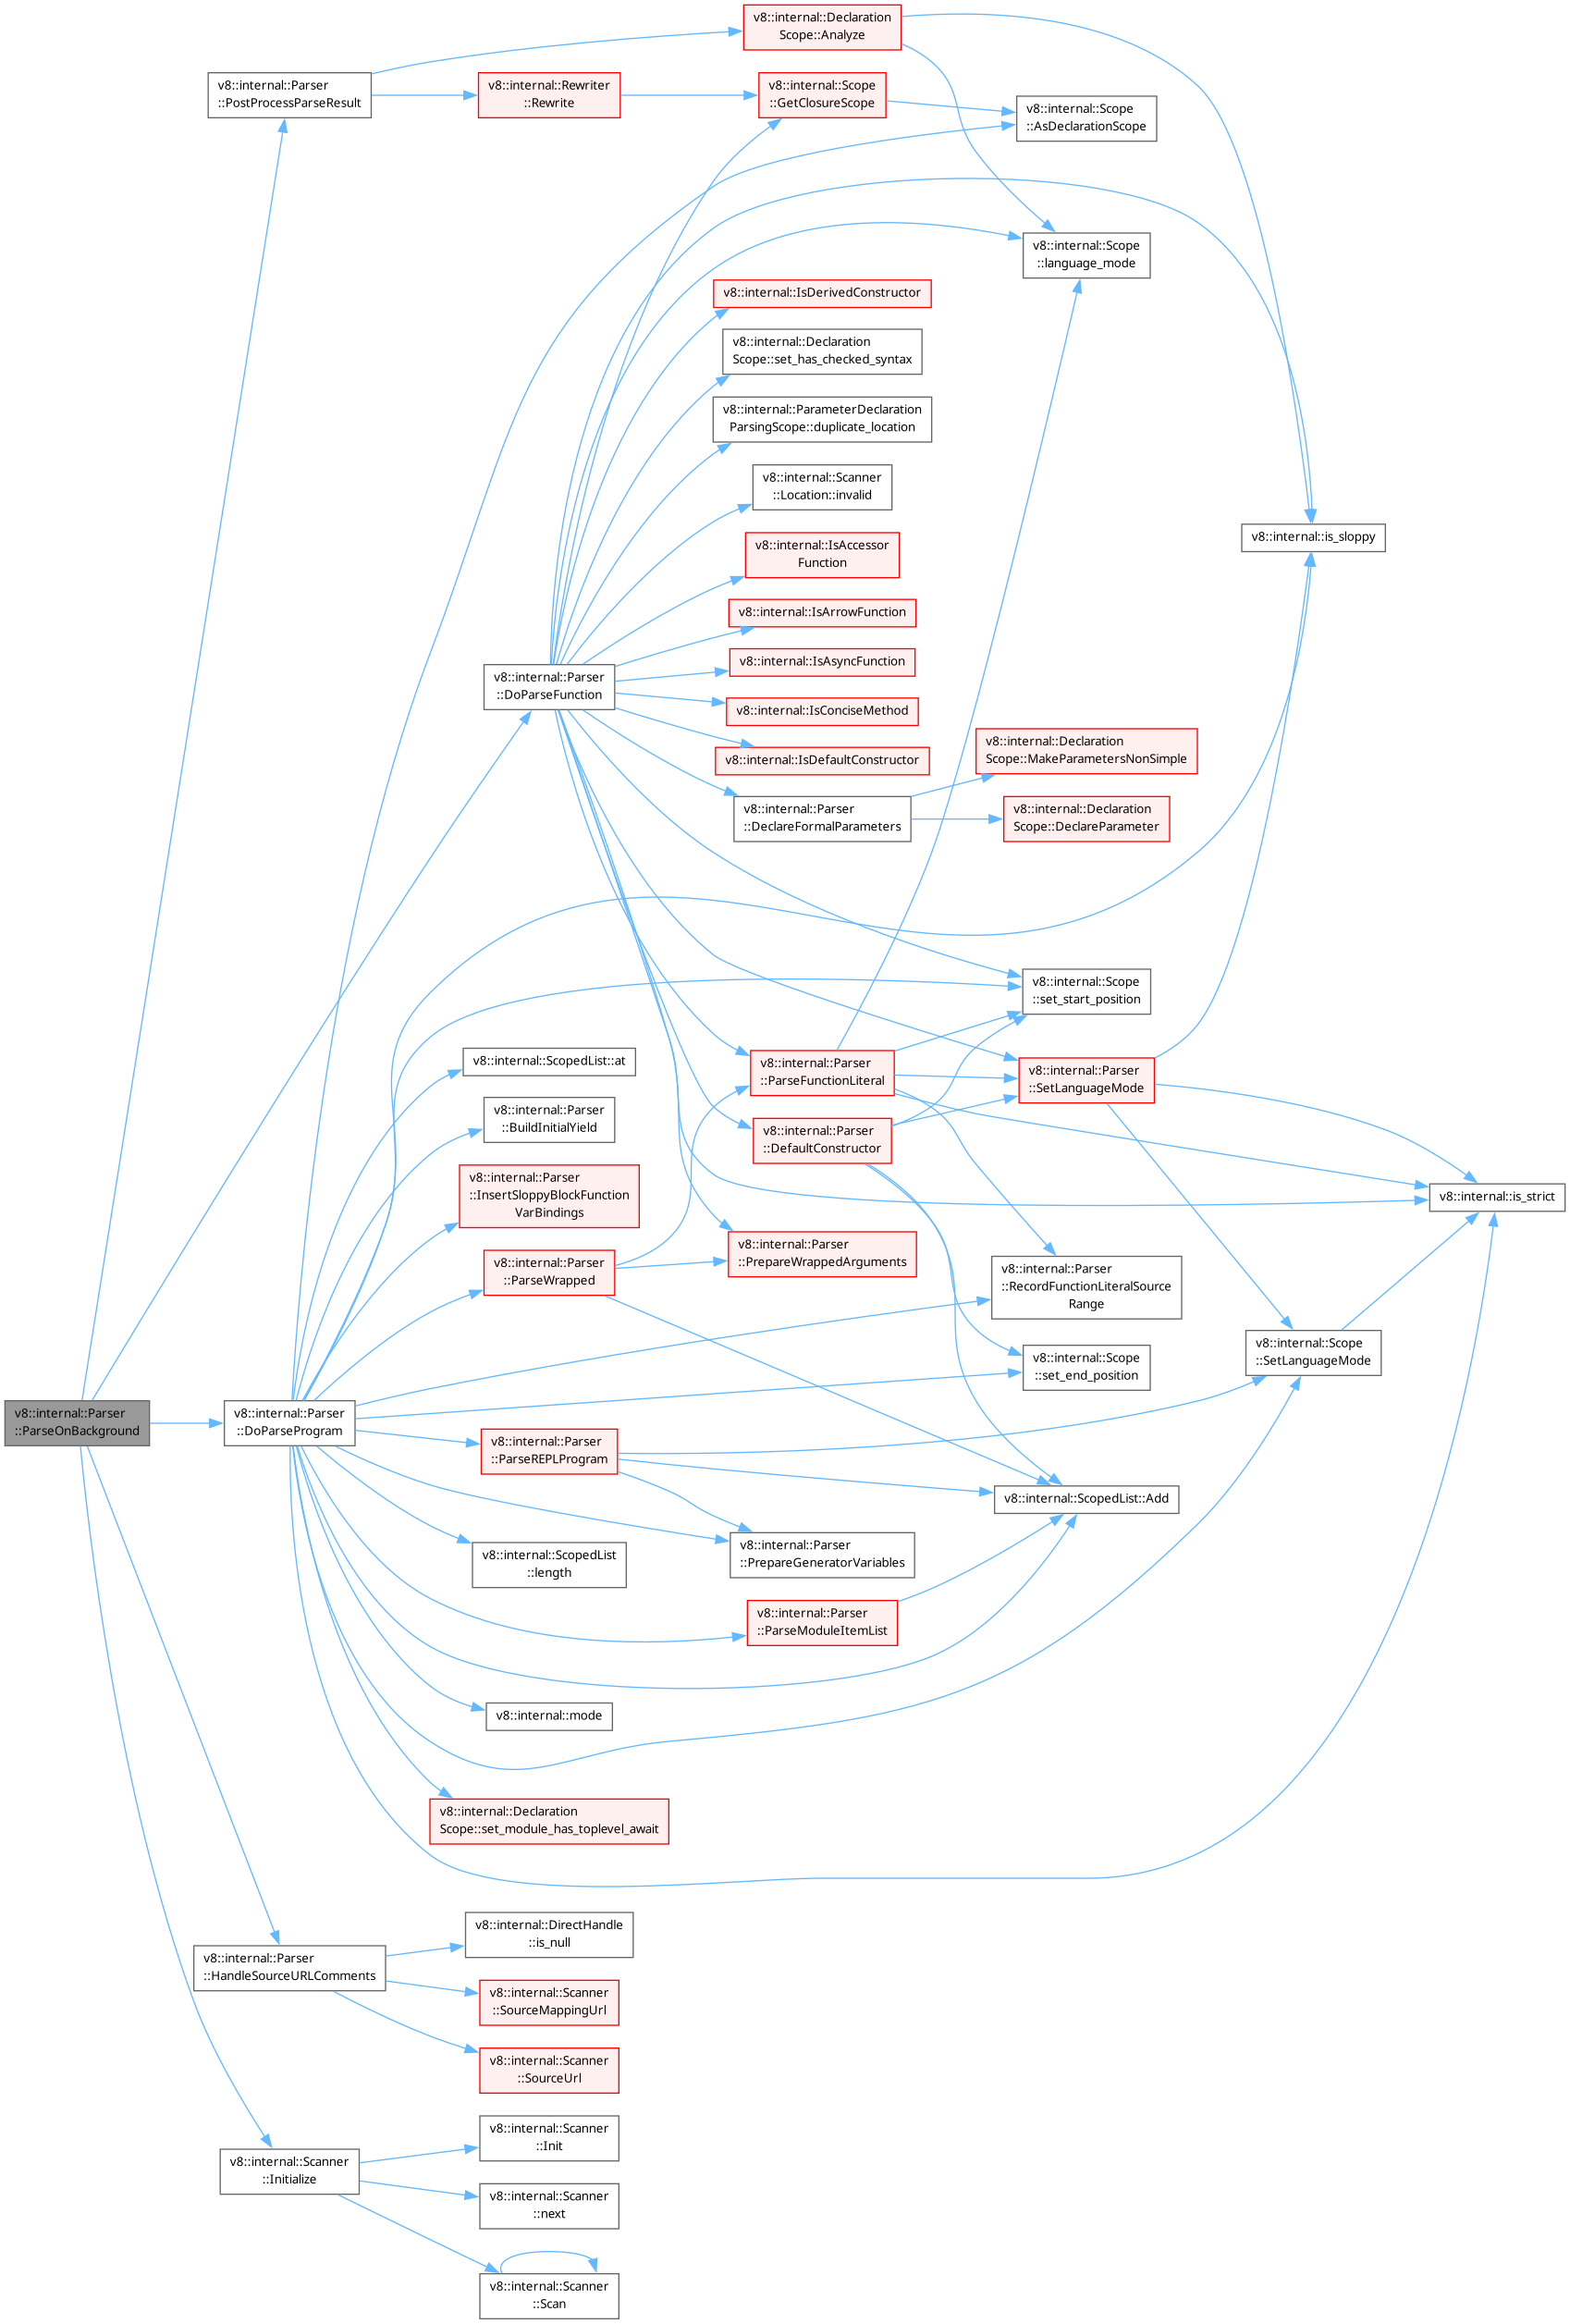 v8::internal::Declaration
Scope::Analyze
v8::internal::Parser
::PostProcessParseResult
v8::internal::Rewriter
::Rewrite
v8::internal::Scope
::GetClosureScope
v8::internal::Scope
::AsDeclarationScope
v8::internal::Scope
::language_mode
v8::internal::IsDerivedConstructor
v8::internal::Declaration
Scope::set_has_checked_syntax
v8::internal::ParameterDeclaration
ParsingScope::duplicate_location
v8::internal::Scanner
::Location::invalid
v8::internal::is_sloppy
v8::internal::IsAccessor
Function
v8::internal::IsArrowFunction
v8::internal::IsAsyncFunction
v8::internal::Parser
::DoParseFunction
v8::internal::IsConciseMethod
v8::internal::IsDefaultConstructor
v8::internal::Declaration
Scope::MakeParametersNonSimple
v8::internal::Parser
::DeclareFormalParameters
v8::internal::Declaration
Scope::DeclareParameter
v8::internal::Scope
::set_start_position
v8::internal::ScopedList::at
v8::internal::Parser
::ParseFunctionLiteral
v8::internal::Parser
::SetLanguageMode
v8::internal::Parser
::BuildInitialYield
v8::internal::Parser
::DefaultConstructor
v8::internal::Parser
::InsertSloppyBlockFunction
VarBindings
v8::internal::is_strict
v8::internal::Parser
::ParseWrapped
v8::internal::Parser
::PrepareWrappedArguments
v8::internal::Parser
::RecordFunctionLiteralSource
Range
v8::internal::Scope
::SetLanguageMode
v8::internal::Scope
::set_end_position
v8::internal::Parser
::ParseOnBackground
v8::internal::Parser
::DoParseProgram
v8::internal::Parser
::ParseREPLProgram
v8::internal::ScopedList::Add
v8::internal::ScopedList
::length
v8::internal::Parser
::PrepareGeneratorVariables
v8::internal::Parser
::ParseModuleItemList
v8::internal::mode
v8::internal::Declaration
Scope::set_module_has_toplevel_await
v8::internal::DirectHandle
::is_null
v8::internal::Parser
::HandleSourceURLComments
v8::internal::Scanner
::SourceMappingUrl
v8::internal::Scanner
::SourceUrl
v8::internal::Scanner
::Init
v8::internal::Scanner
::Initialize
v8::internal::Scanner
::next
v8::internal::Scanner
::Scan